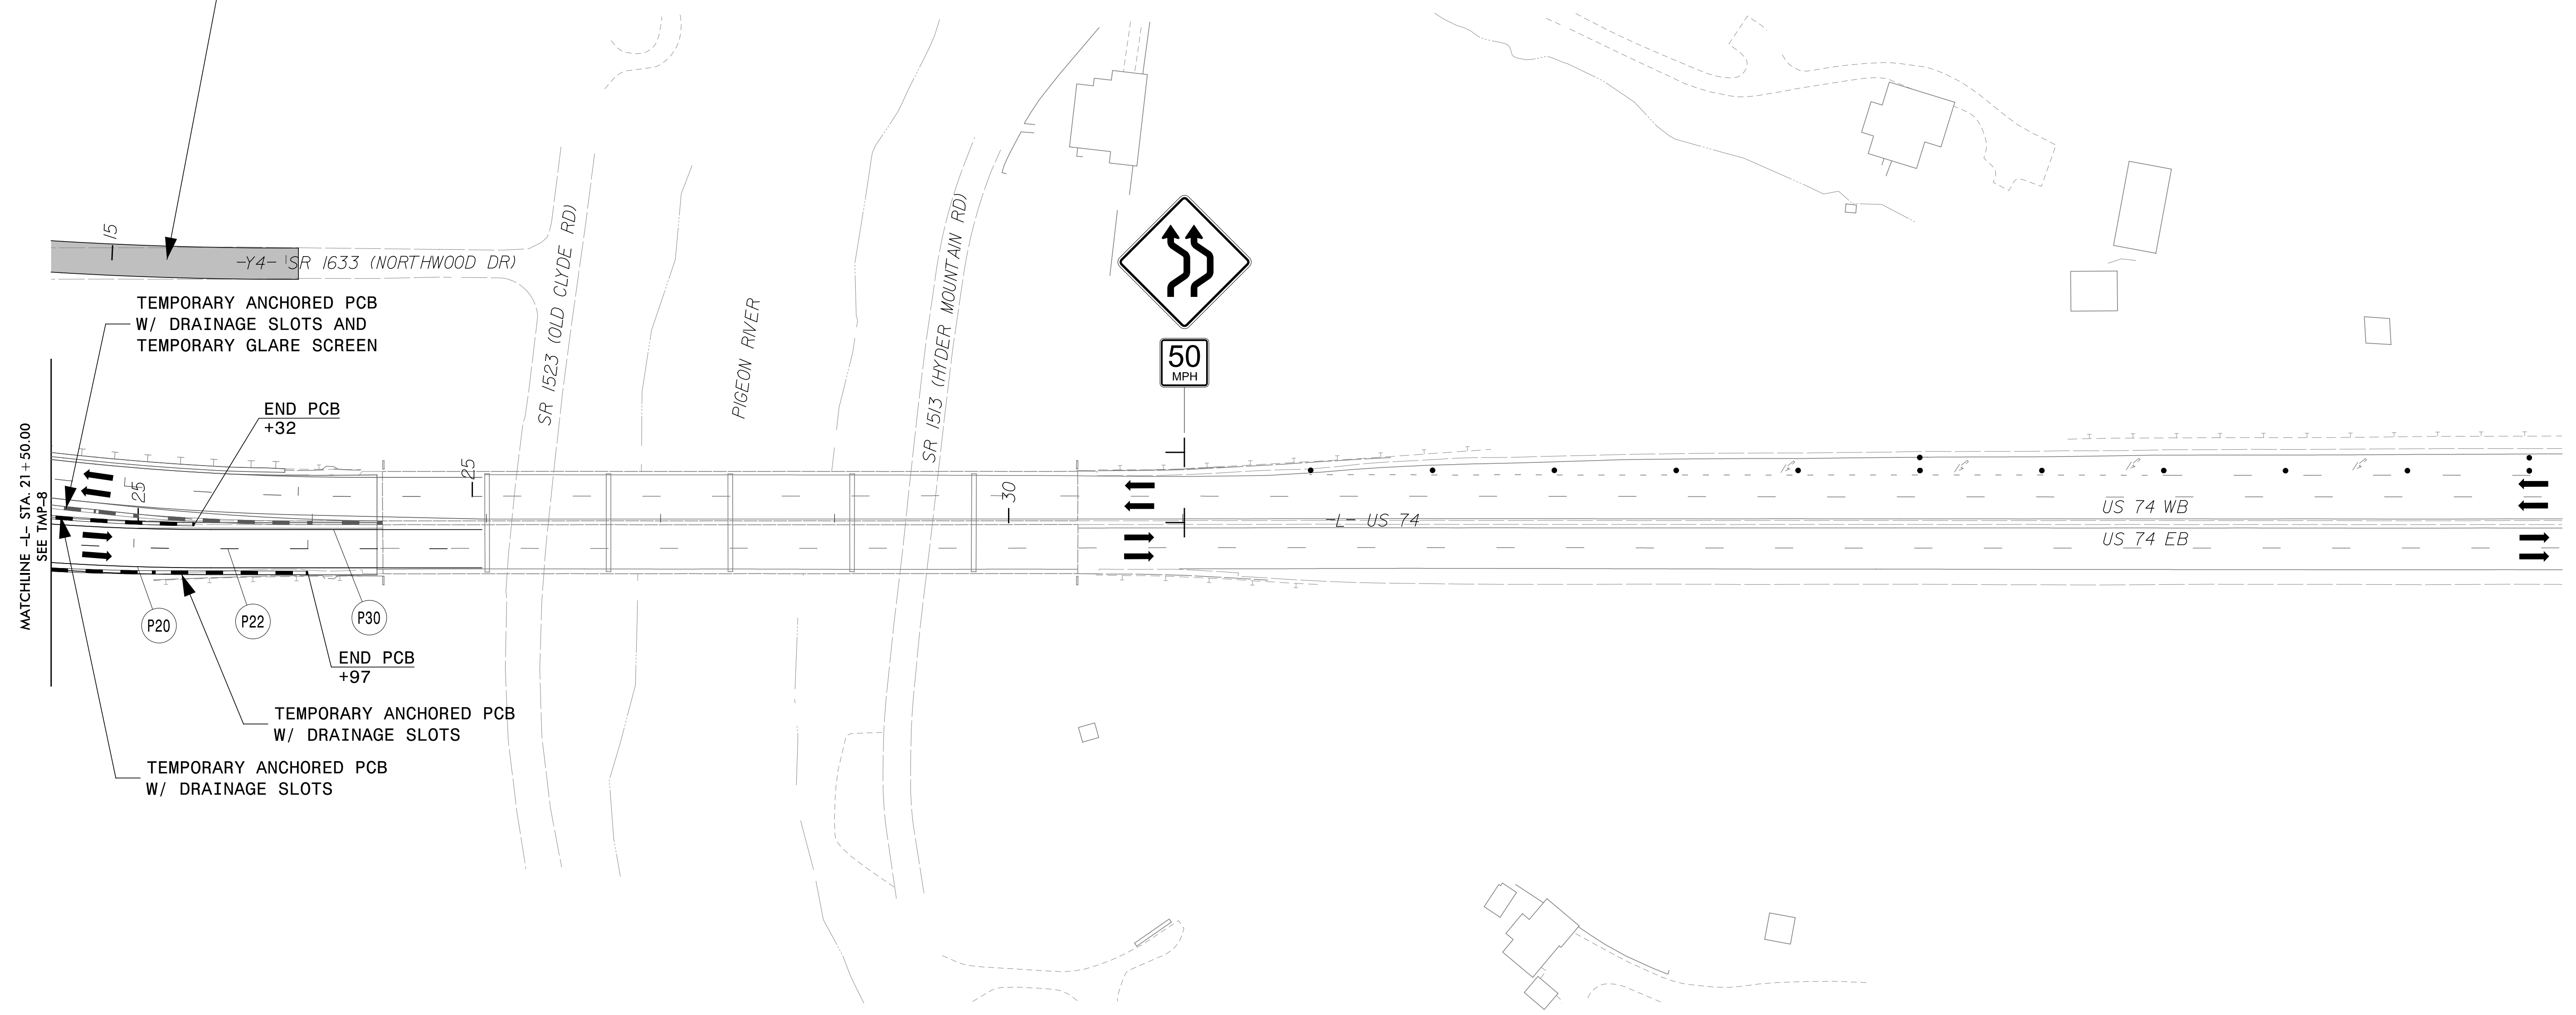 15
-Y4- SR 1633 (NORTHWOOD DR)
TEMPORARY ANCHORED PCB
W/ DRAINAGE SLOTS AND
TEMPORARY GLARE SCREEN
MATCHLINE -L- STA. 21+50.00
SEE TMP-8
END PCB
+32
SR 1523 (OLD CLYDE RD)
PIGEON RIVER
SR 1513 (HYDER MOUNTAIN RD)
50
MPH
25
25
30
-L- US 74
US 74 WB
US 74 EB
P20
P22
P30
END PCB
+97
TEMPORARY ANCHORED PCB
W/ DRAINAGE SLOTS
TEMPORARY ANCHORED PCB
W/ DRAINAGE SLOTS